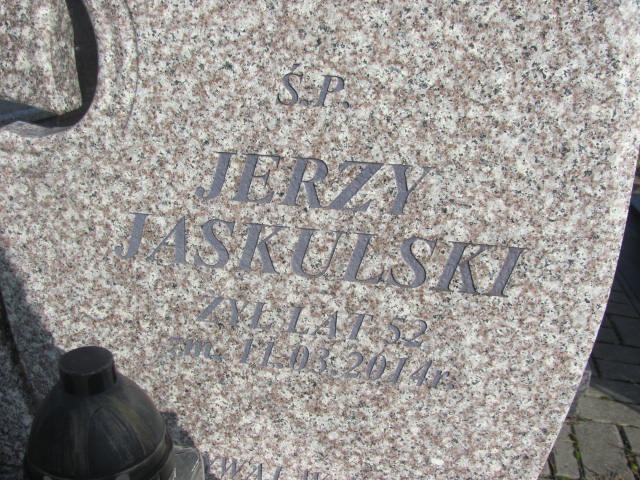 Ś.P.
JERZY
JASKULSKI
ŻYŁ LAT 52
zm. 11.03.2014r.